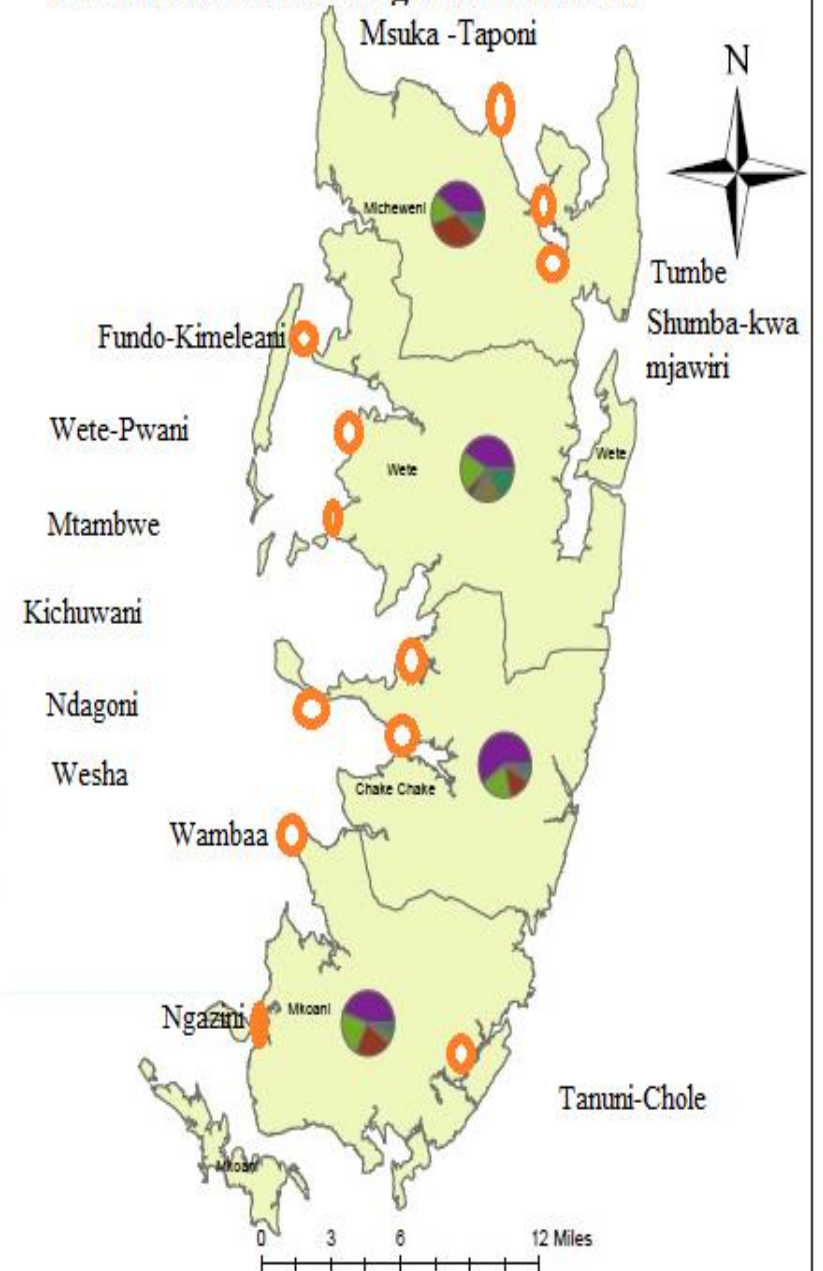 Msuka -Taponi
N
Micheweni
Tumbe
Shumba-kwa
mjawiri
Fundo-Kimeleani
Wete-Pwani
Wete
Wete
Mtambwe
Kichuwani
Ndagoni
Wesha
Chake Chake
Wambaa
Ngazini
Mkoani
Tanuni-Chole
Mkoani
0 3 6 12 Miles